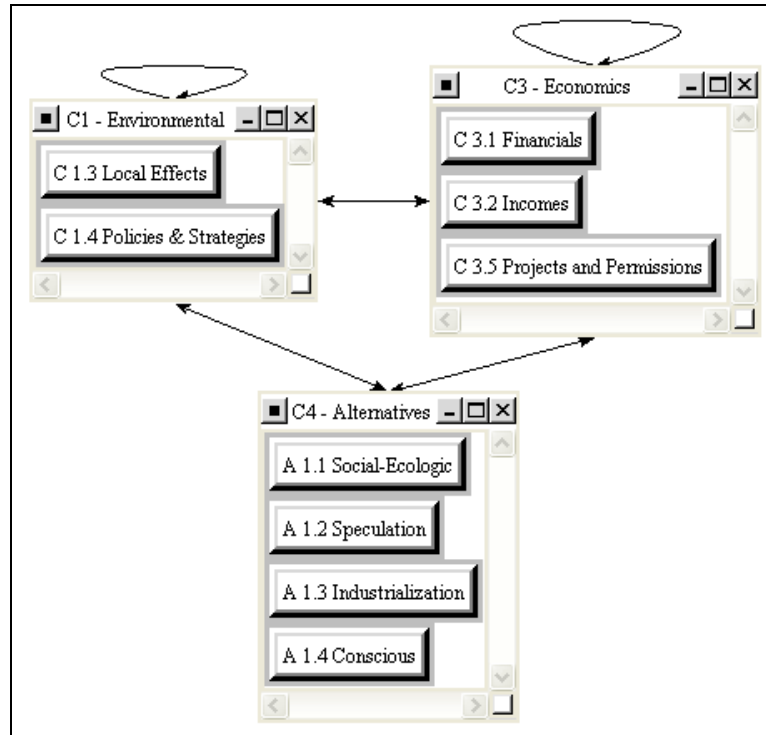 C1 - Environmental
C 1.3 Local Effects
C 1.4 Policies & Strategies
C3 - Economics
C 3.1 Financials
C 3.2 Incomes
C 3.5 Projects and Permissions
C4 - Alternatives
A 1.1 Social-Ecologic
A 1.2 Speculation
A 1.3 Industrialization
A 1.4 Conscious